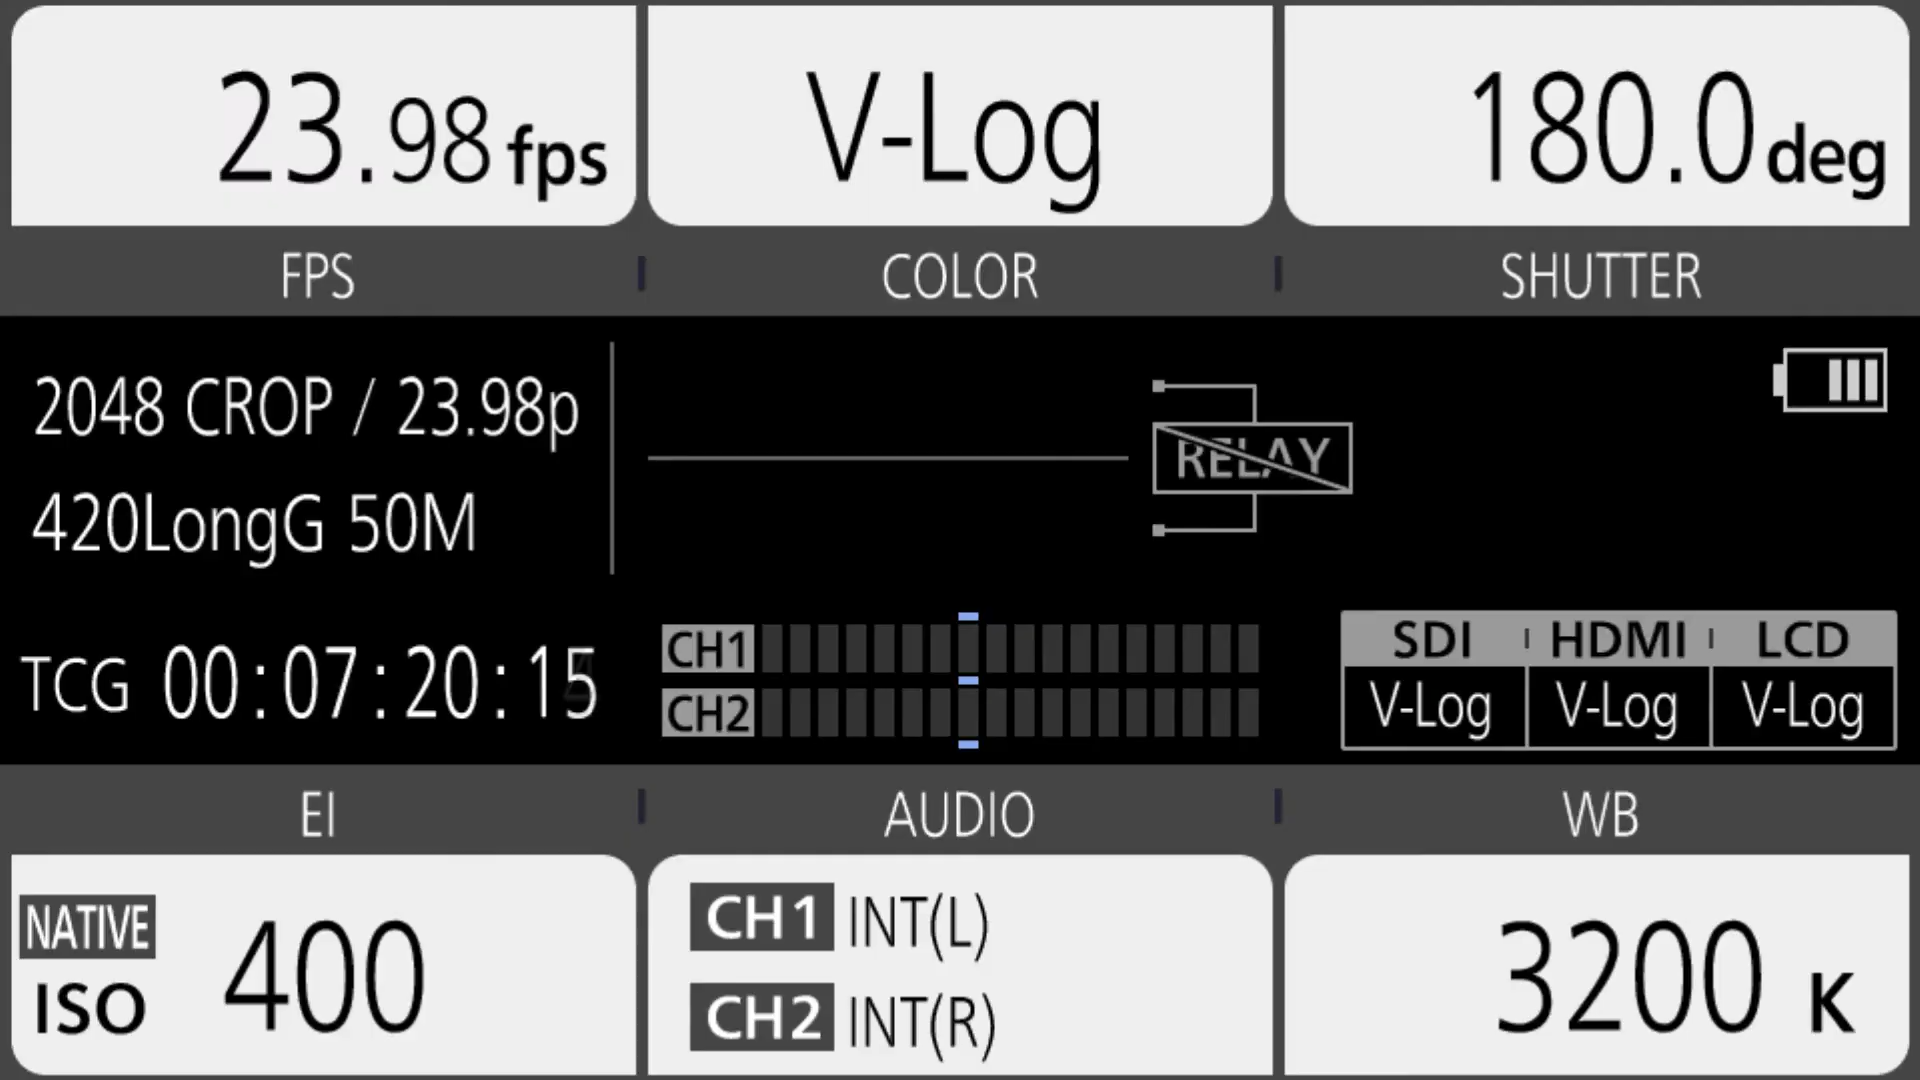 23.98 fps
V-Log
180.0 deg
FPS
COLOR
SHUTTER
2048 CROP / 23.98p
420LongG 50M
RELAY
TCG 00:07:20:15
CH1
CH2
SDI HDMI LCD
V-Log V-Log V-Log
EI
AUDIO
WB
NATIVE
ISO 400
CH1 INT(L)
CH2 INT(R)
3200 K